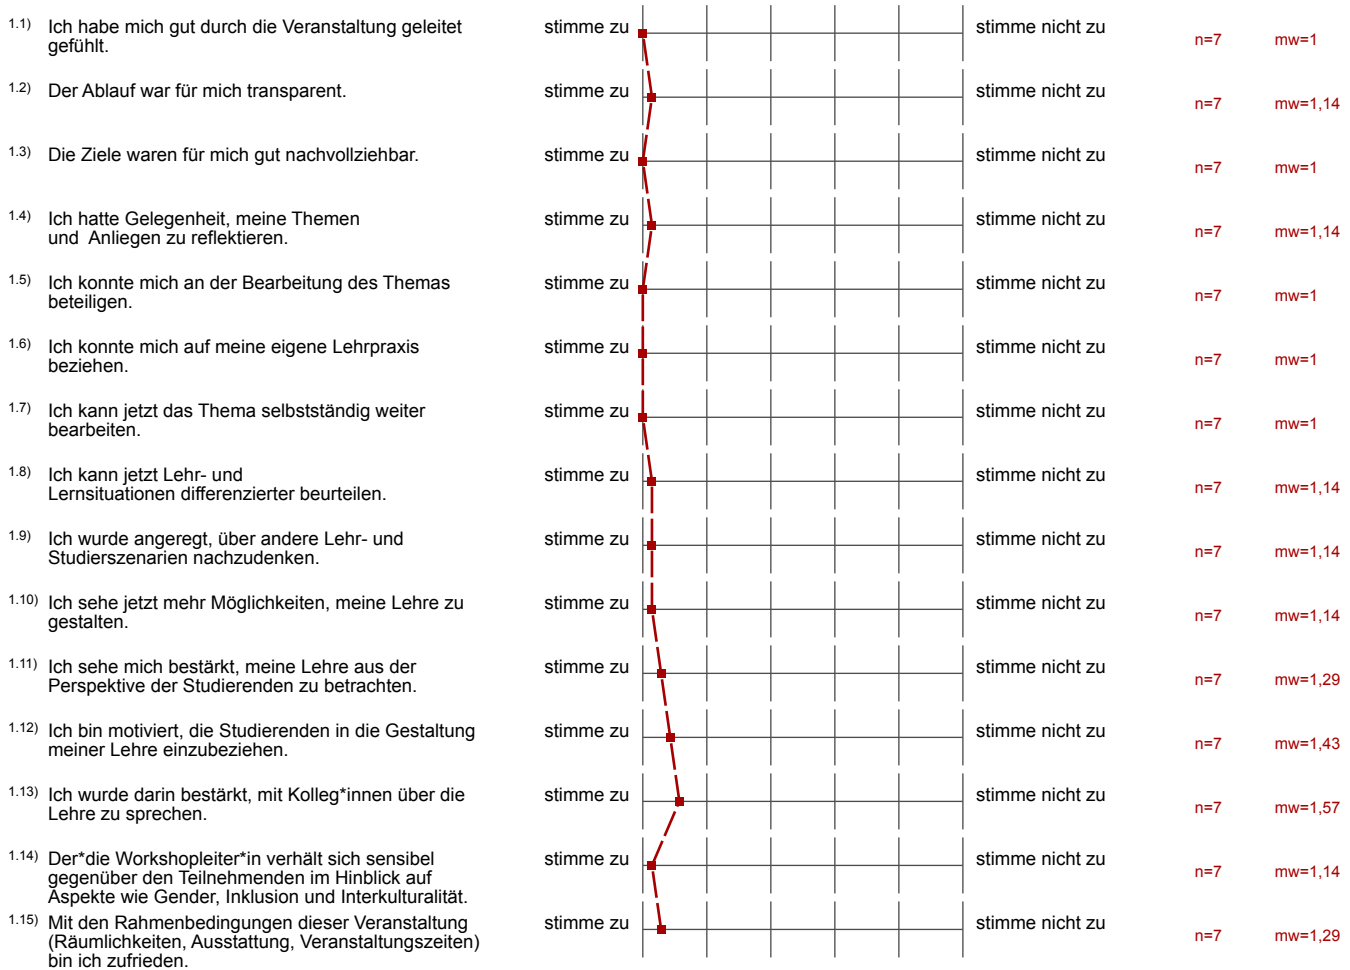 1.1) Ich habe mich gut durch die Veranstaltung geleitet stimme zu stimme nicht zu n=7 mw=1
gefühlt.
1.2) Der Ablauf war für mich transparent. stimme zu stimme nicht zu n=7 mw=1,14
1.3) Die Ziele waren für mich gut nachvollziehbar. stimme zu stimme nicht zu n=7 mw=1
1.4) Ich hatte Gelegenheit, meine Themen stimme zu stimme nicht zu n=7 mw=1,14
und Anliegen zu reflektieren.
1.5) Ich konnte mich an der Bearbeitung des Themas stimme zu stimme nicht zu n=7 mw=1
beteiligen.
1.6) Ich konnte mich auf meine eigene Lehrpraxis stimme zu stimme nicht zu n=7 mw=1
beziehen.
1.7) Ich kann jetzt das Thema selbstständig weiter stimme zu stimme nicht zu n=7 mw=1
bearbeiten.
1.8) Ich kann jetzt Lehr- und stimme zu stimme nicht zu n=7 mw=1,14
Lernsituationen differenzierter beurteilen.
1.9) Ich wurde angeregt, über andere Lehr- und stimme zu stimme nicht zu n=7 mw=1,14
Studierszenarien nachzudenken.
1.10) Ich sehe jetzt mehr Möglichkeiten, meine Lehre zu stimme zu stimme nicht zu n=7 mw=1,14
gestalten.
1.11) Ich sehe mich bestärkt, meine Lehre aus der stimme zu stimme nicht zu n=7 mw=1,29
Perspektive der Studierenden zu betrachten.
1.12) Ich bin motiviert, die Studierenden in die Gestaltung stimme zu stimme nicht zu n=7 mw=1,43
meiner Lehre einzubeziehen.
1.13) Ich wurde darin bestärkt, mit Kolleg*innen über die stimme zu stimme nicht zu n=7 mw=1,57
Lehre zu sprechen.
1.14) Der*die Workshopleiter*in verhält sich sensibel stimme zu stimme nicht zu n=7 mw=1,14
gegenüber den Teilnehmenden im Hinblick auf
Aspekte wie Gender, Inklusion und Interkulturalität.
1.15) Mit den Rahmenbedingungen dieser Veranstaltung stimme zu stimme nicht zu n=7 mw=1,29
(Räumlichkeiten, Ausstattung, Veranstaltungszeiten)
bin ich zufrieden.